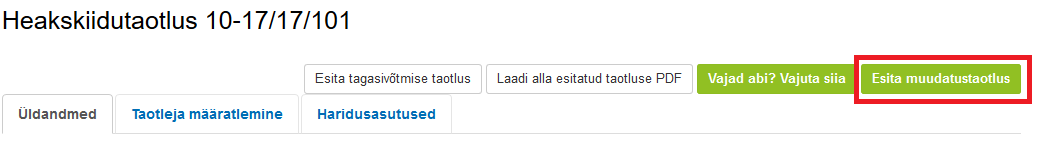 Heakskiidutaotlus 10-17/17/101
Esita tagasivõtmise taotlus Laadi alla esitatud taotluse PDF Vajad abi? Vajuta siia Esita muudatustaotlus
Üldandmed Taotleja määratlemine Haridusasutused